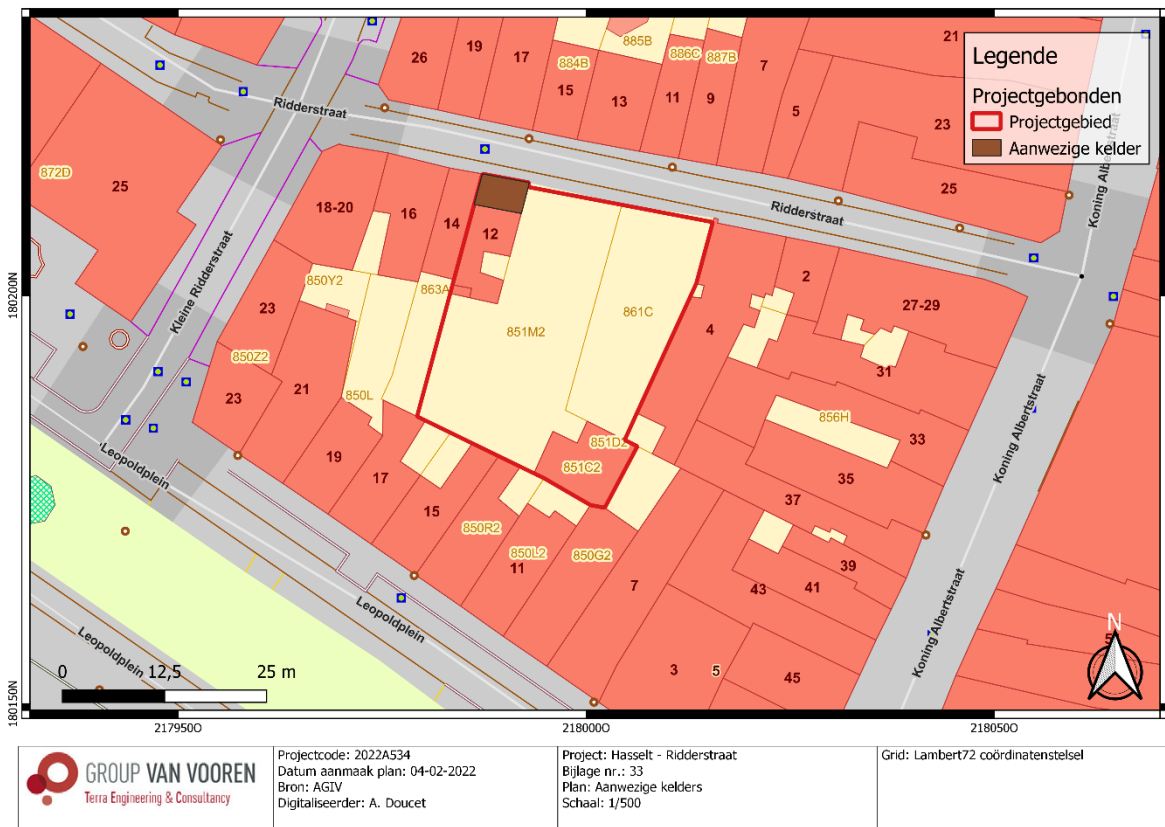 26
19
17
884B
885B
886C
887B
15
13
11
9
7
5
21
23
25
Legende
Projectgebonden
Projectgebied
Aanwezige kelder
Ridderstraat
872D
25
Kleine Ridderstraat
18-20
16
14
12
Ridderstraat
Koning Albertstraat
850Y2
863A
851M2
861C
2
27-29
4
31
23
850Z2
21
850L
23
856H
33
35
19
17
851D2
851C2
37
15
850R2
850L2
11
850G2
7
39
41
43
Koning Albertstraat
Leopoldplein
Leopoldplein
Leopoldplein
3
5
45
Koning Albertstraat
5
N
0 12,5 25 m
180200N
180150N
2179500
2180000
2180500
GROUP VAN VOOREN
Terra Engineering & Consultancy
Projectcode: 2022A534
Datum aanmaak plan: 04-02-2022
Bron: AGIV
Digitaliseerder: A. Doucet
Project: Hasselt - Ridderstraat
Bijlage nr.: 33
Plan: Aanwezige kelders
Schaal: 1/500
Grid: Lambert72 coördinatenstelsel